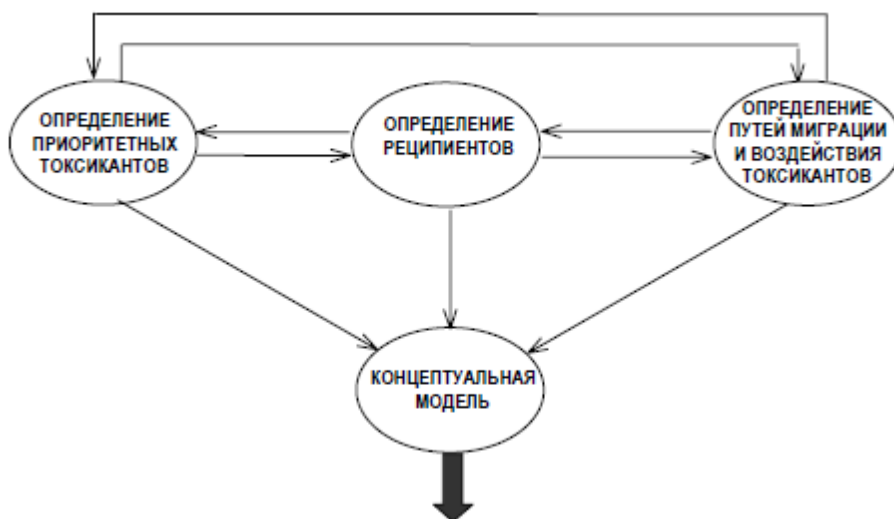 ОПРЕДЕЛЕНИЕ
ПРИОРИТЕТНЫХ
ТОКСИКАНТОВ
ОПРЕДЕЛЕНИЕ
РЕЦИПИЕНТОВ
ОПРЕДЕЛЕНИЕ
ПУТЕЙ МИГРАЦИИ
И ВОЗДЕЙСТВИЯ
ТОКСИКАНТОВ
КОНЦЕПТУАЛЬНАЯ
МОДЕЛЬ